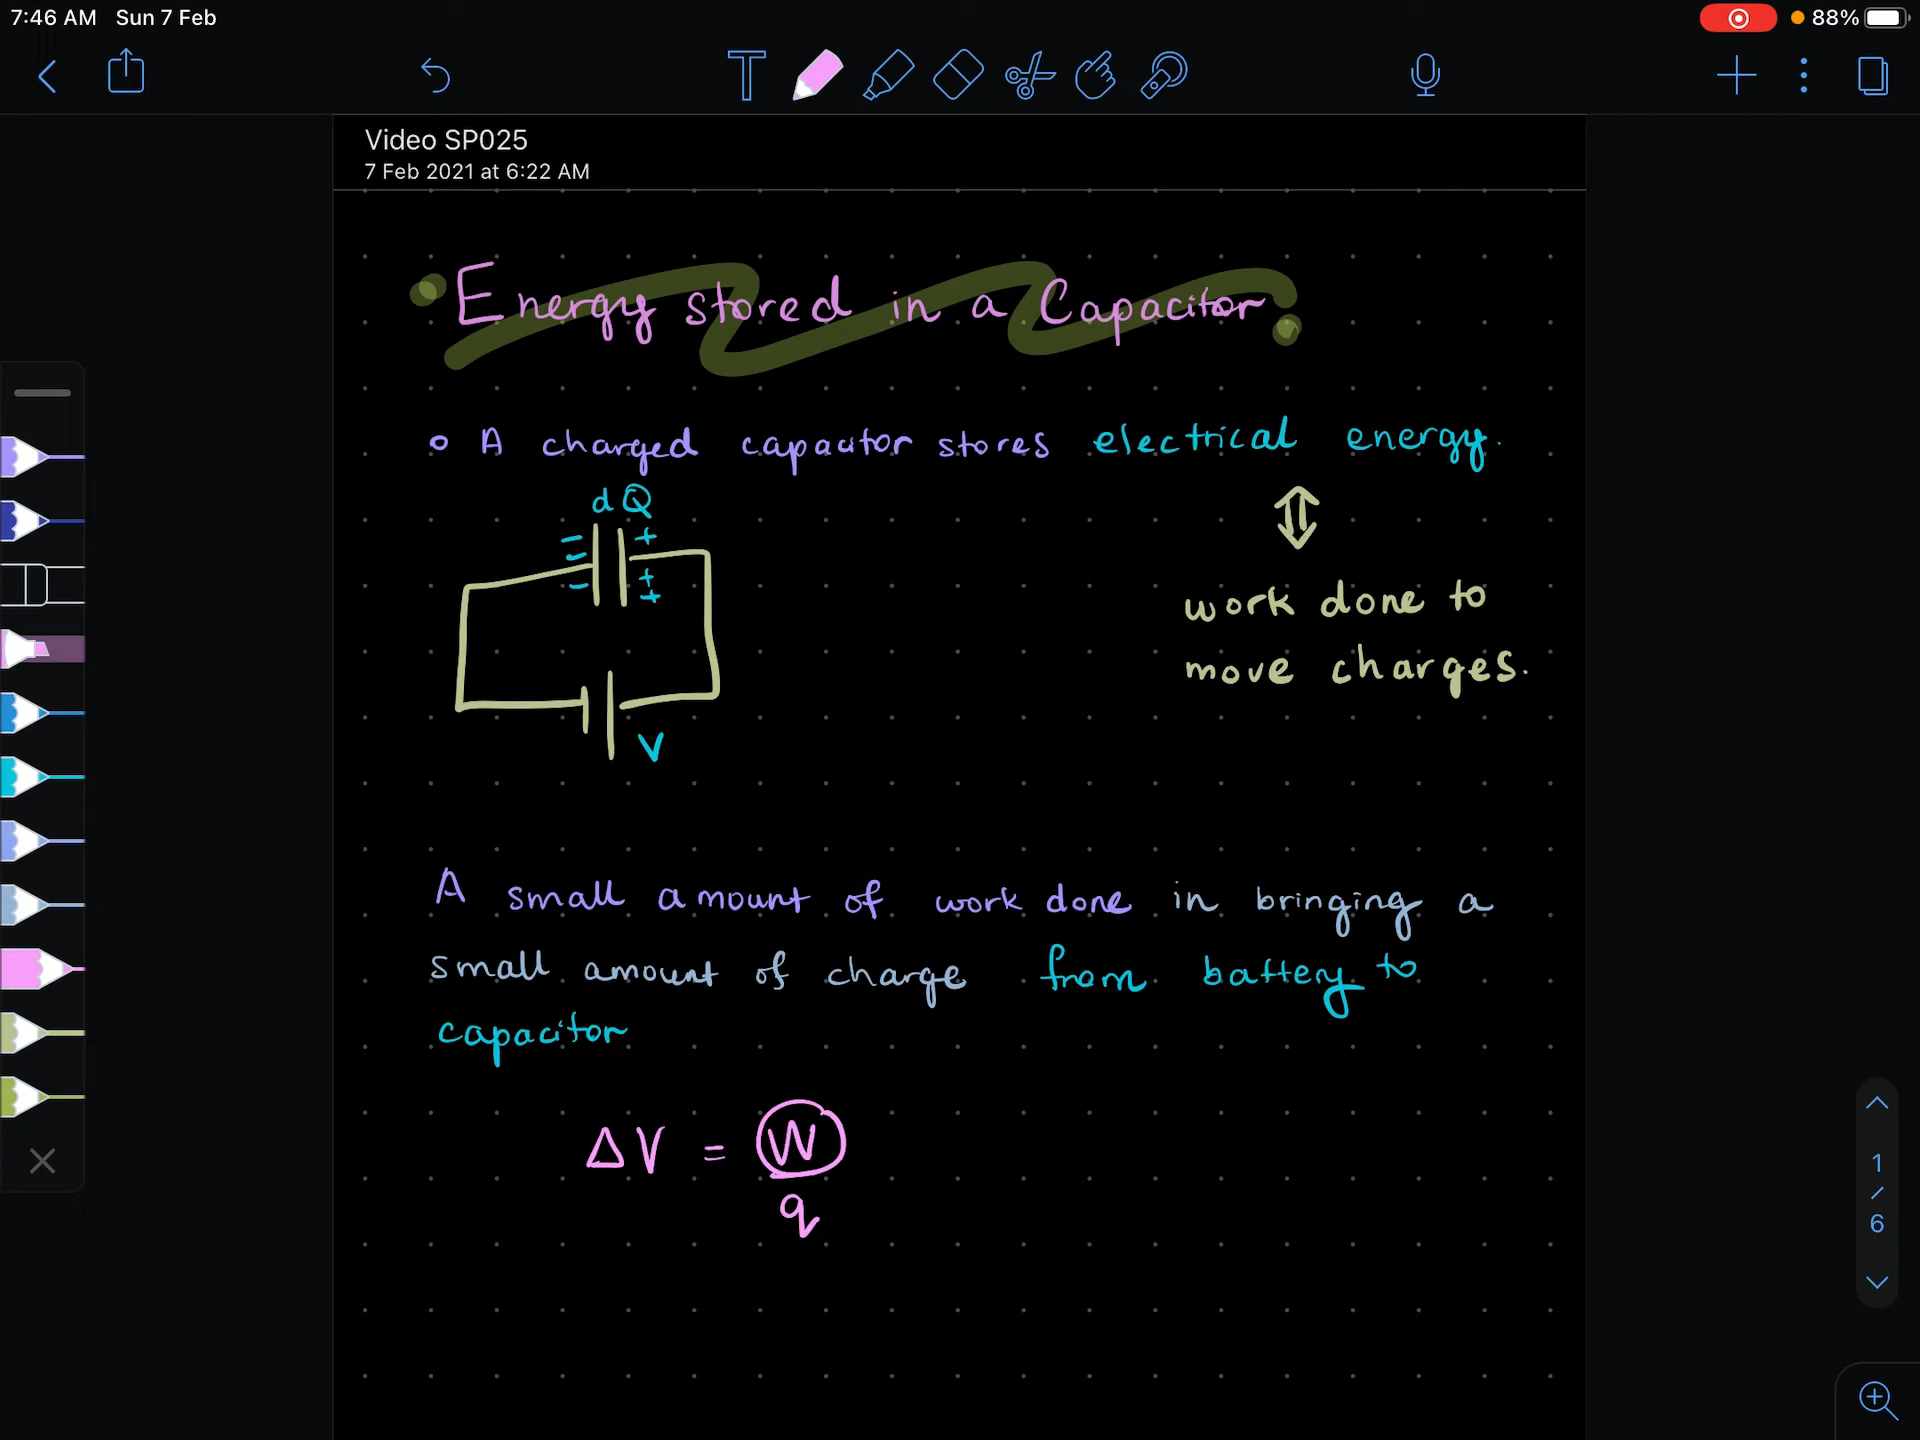 7:46 AM Sun 7 Feb
88%
T
Video SP025
7 Feb 2021 at 6:22 AM
Energy stored in a Capacitor
A charged capacitor stores electrical energy.
dQ
work done to
move charges.
V
A small amount of work done in bringing a
small amount of charge from battery to
capacitor
ΔV = W
q
1
/
6